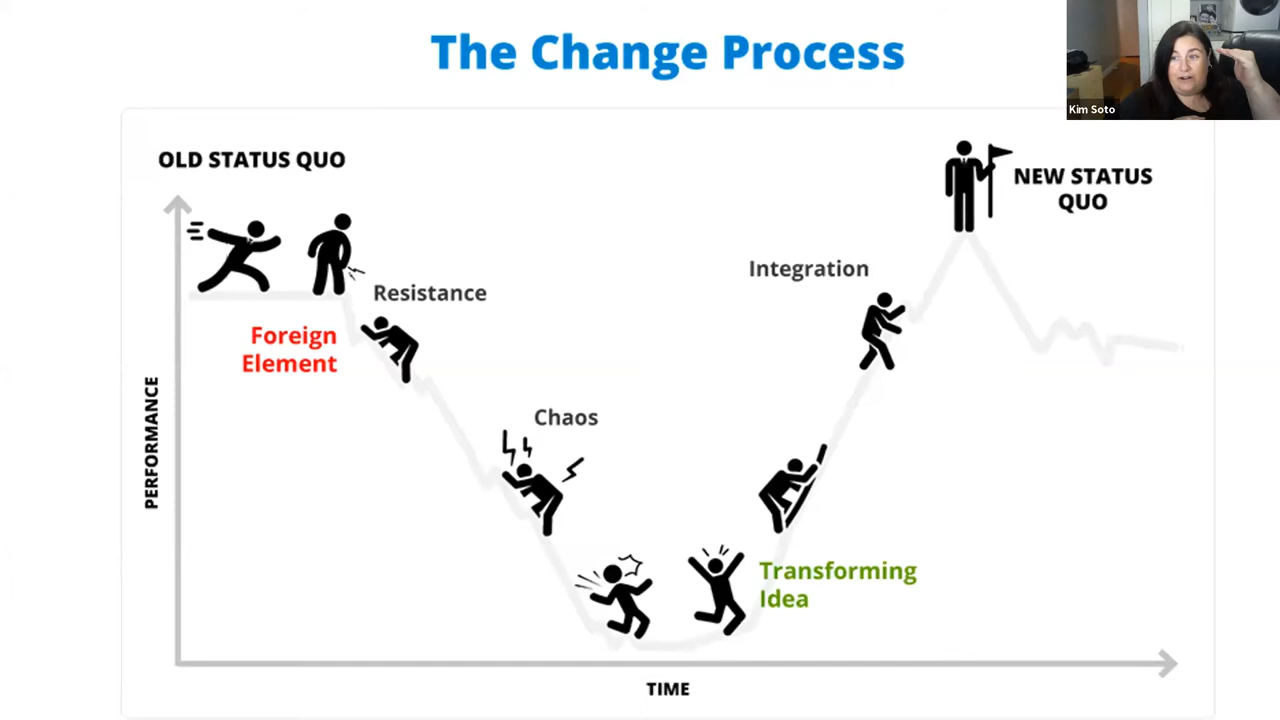 The Change Process
Kim Soto
OLD STATUS QUO
NEW STATUS
QUO
Resistance
Integration
Foreign
Element
Chaos
Transforming
Idea
PERFORMANCE
TIME